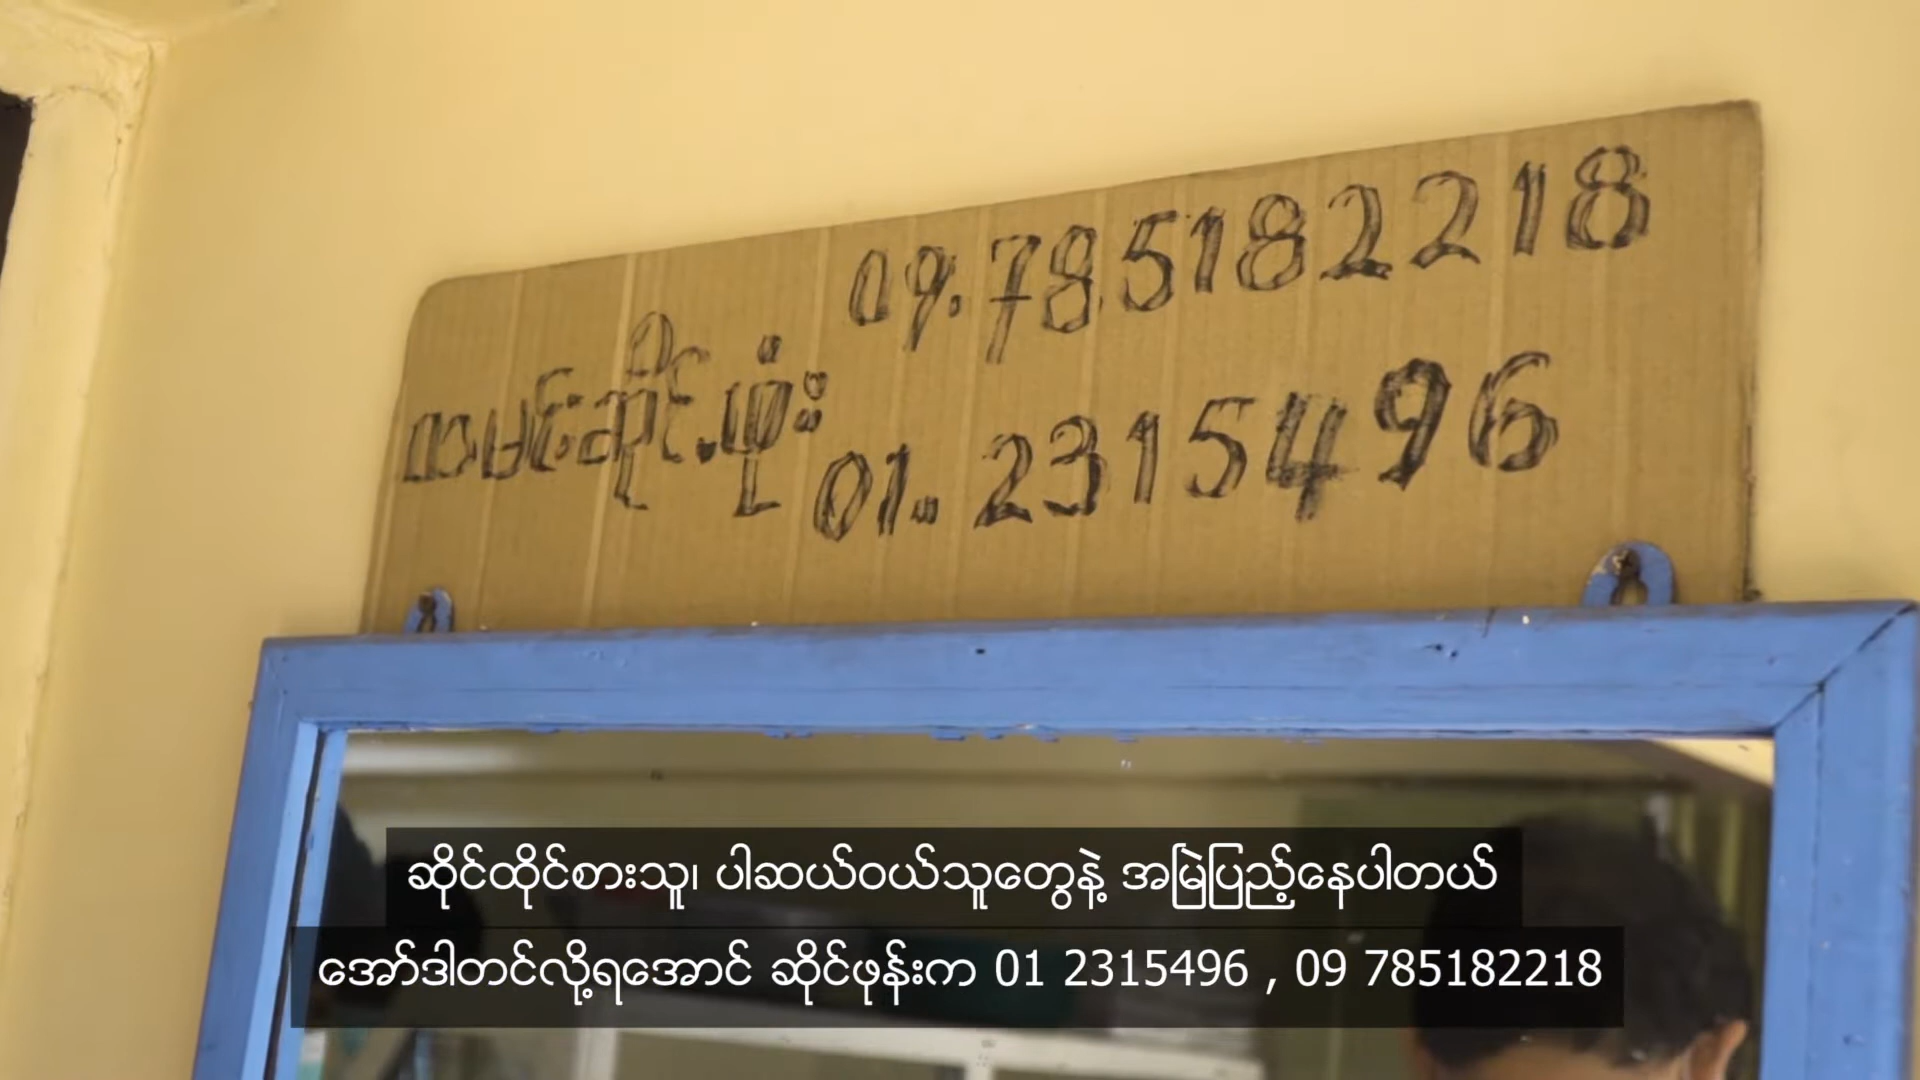 09.785182218
ထမင်းဆိုင်.ဖုံး
01.2315496
ဆိုင်ထိုင်စားသူ၊ ပါဆယ်ဝယ်သူတွေနဲ့ အမြဲပြည့်နေပါတယ်
အော်ဒါတင်လို့ရအောင် ဆိုင်ဖုန်းက 01 2315496 , 09 785182218